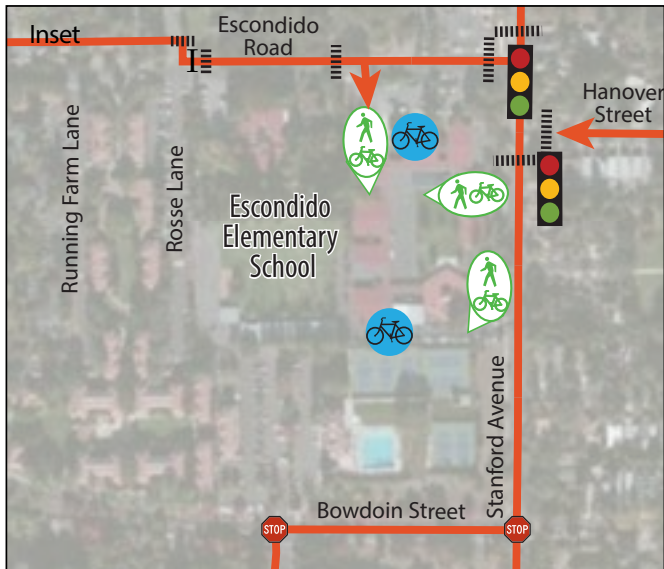 Inset
Escondido
Road
Hanover
Street
Running Farm Lane
Rosse Lane
Escondido
Elementary
School
Stanford Avenue
Bowdoin Street
STOP
STOP